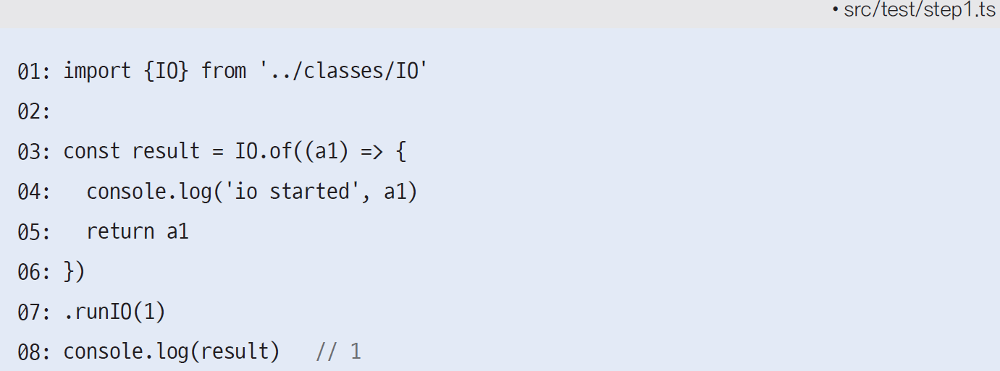 • src/test/step1.ts
01: import {IO} from '../classes/IO'
02:
03: const result = IO.of((a1) => {
04:   console.log('io started', a1)
05:   return a1
06: })
07: .runIO(1)
08: console.log(result)   // 1